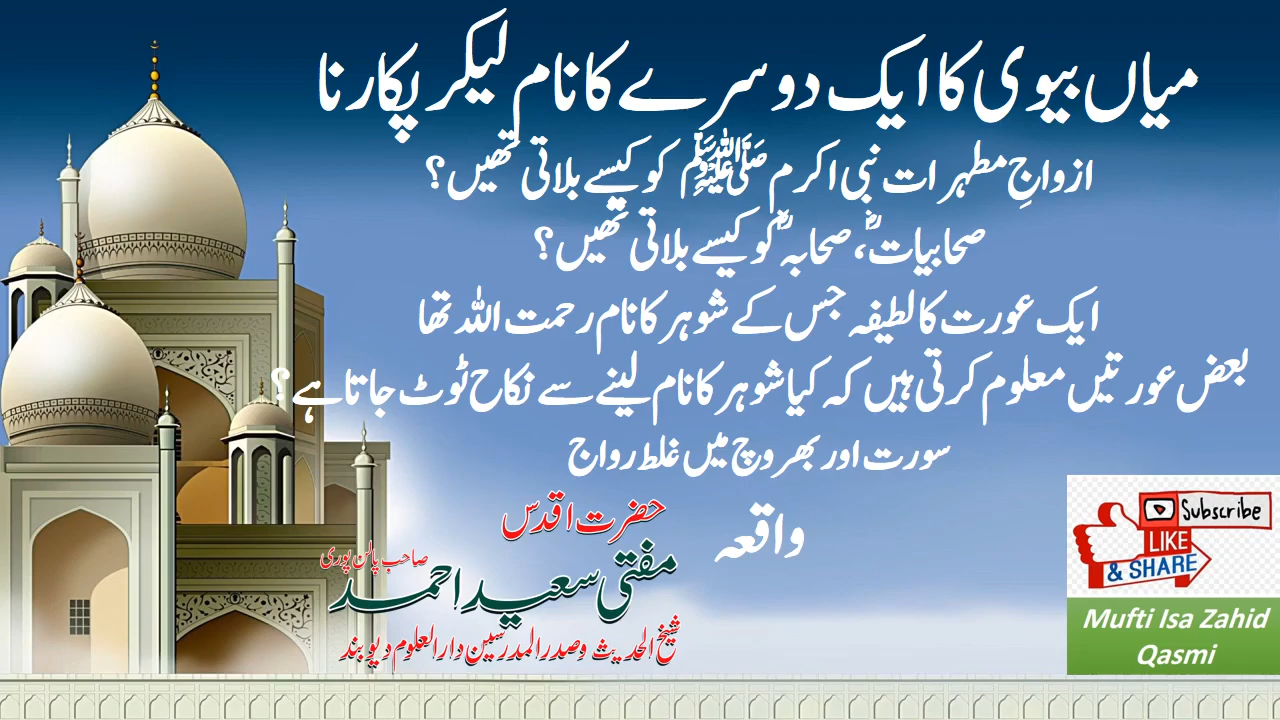 میاں بیوی کا ایک دوسرے کا نام لیکر پکارنا
ازواجِ مطہرات نبی اکرم ﷺ کو کیسے بلاتی تھیں؟
صحابیاتؓ، صحابہؓ کو کیسے بلاتی تھیں؟
ایک عورت کا لطیفہ جس کے شوہر کا نام رحمت اللہ تھا
بعض عورتیں معلوم کرتی ہیں کہ کیا شوہر کا نام لینے سے نکاح ٹوٹ جاتا ہے؟
سورت اور بھروچ میں غلط رواج
واقعہ
حضرت اقدس
مفتی سعید احمد صاحب پالن پوری
شیخ الحدیث وصدر المدرسین دارالعلوم دیوبند
Subscribe
LIKE
& SHARE
Mufti Isa Zahid
Qasmi